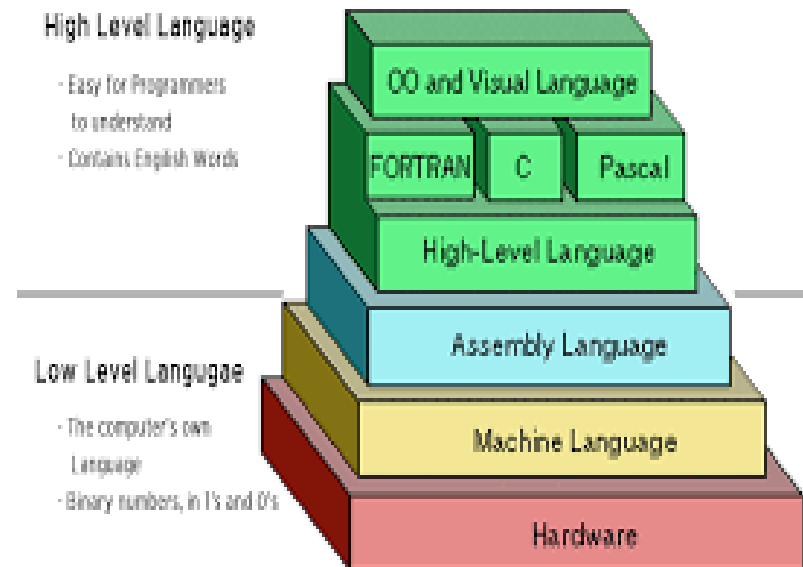 High Level Language
- Easy for Programmers
to understand
- Contains English Words
OO and Visual Language
FORTRAN
C
Pascal
High-Level Language
Assembly Language
Low Level Langugae
- The computer's own
Language
- Binary numbers, in 1's and 0's
Machine Language
Hardware